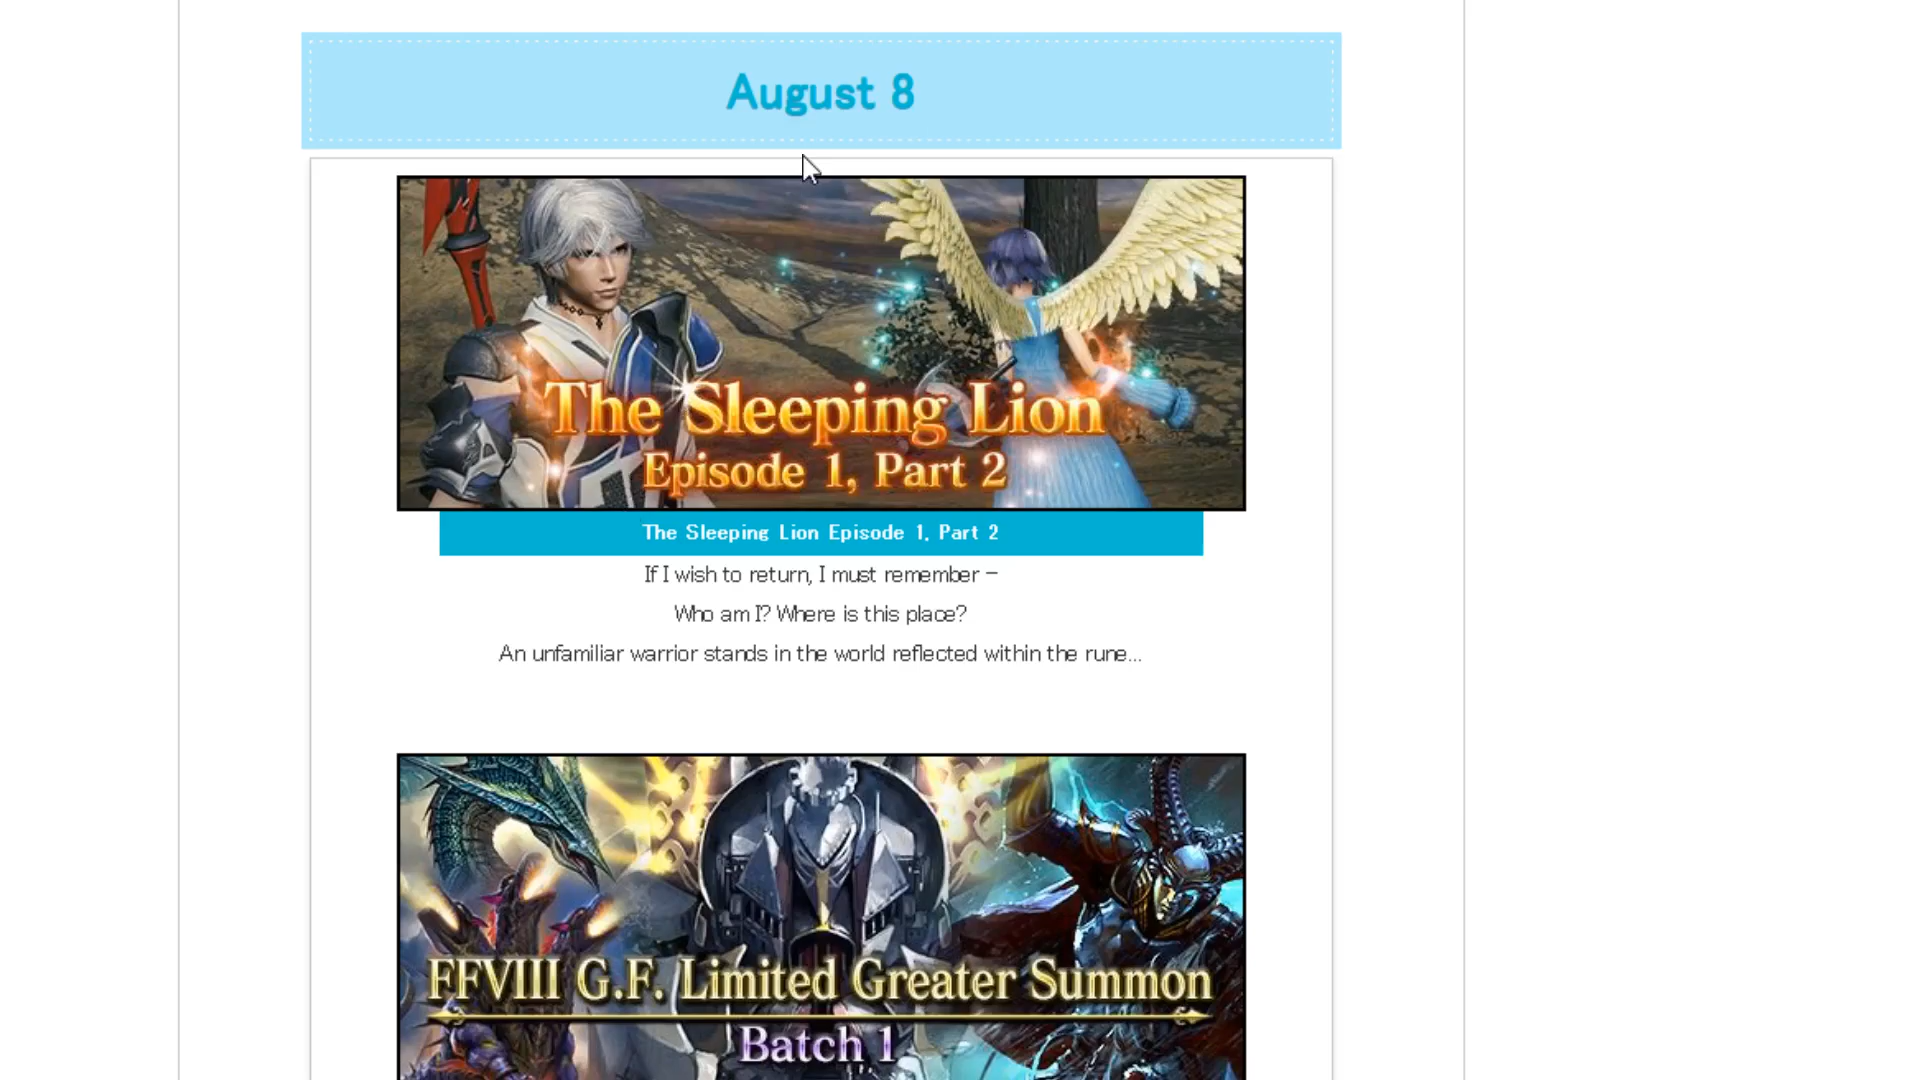 August 8
The Sleeping Lion
Episode 1, Part 2
The Sleeping Lion Episode 1, Part 2
If I wish to return, I must remember –
Who am I? Where is this place?
An unfamiliar warrior stands in the world reflected within the rune...
FFVIII G.F. Limited Greater Summon
Batch 1